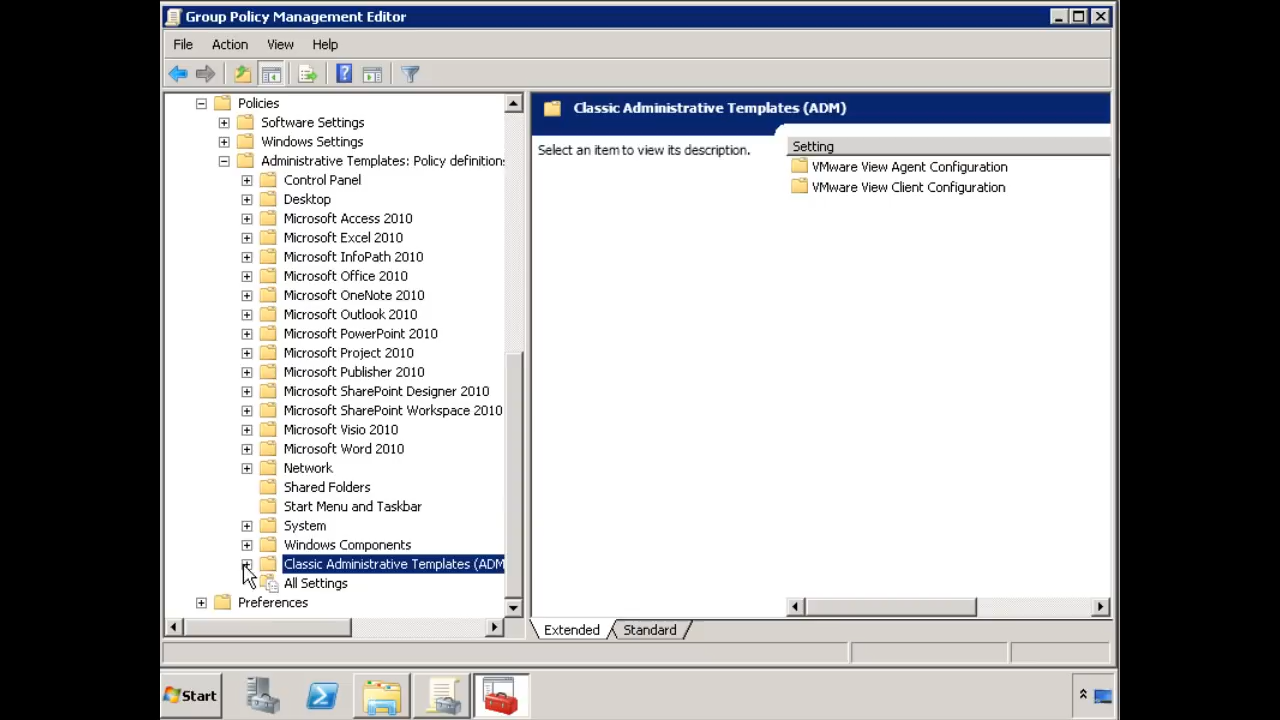 Group Policy Management Editor
File Action View Help
Policies
Software Settings
Windows Settings
Administrative Templates: Policy definitions
Control Panel
Desktop
Microsoft Access 2010
Microsoft Excel 2010
Microsoft InfoPath 2010
Microsoft Office 2010
Microsoft OneNote 2010
Microsoft Outlook 2010
Microsoft PowerPoint 2010
Microsoft Project 2010
Microsoft Publisher 2010
Microsoft SharePoint Designer 2010
Microsoft SharePoint Workspace 2010
Microsoft Visio 2010
Microsoft Word 2010
Network
Shared Folders
Start Menu and Taskbar
System
Windows Components
Classic Administrative Templates (ADM
All Settings
Preferences
Classic Administrative Templates (ADM)
Select an item to view its description.
Setting
VMware View Agent Configuration
VMware View Client Configuration
Extended Standard
Start